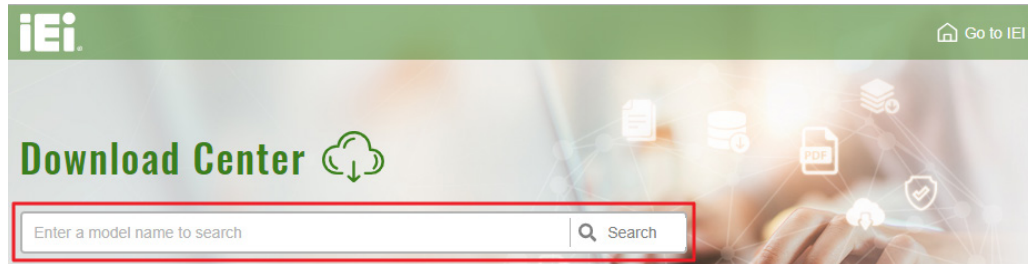 iEi
Go to IEI
Download Center
PDF
Enter a model name to search
Search